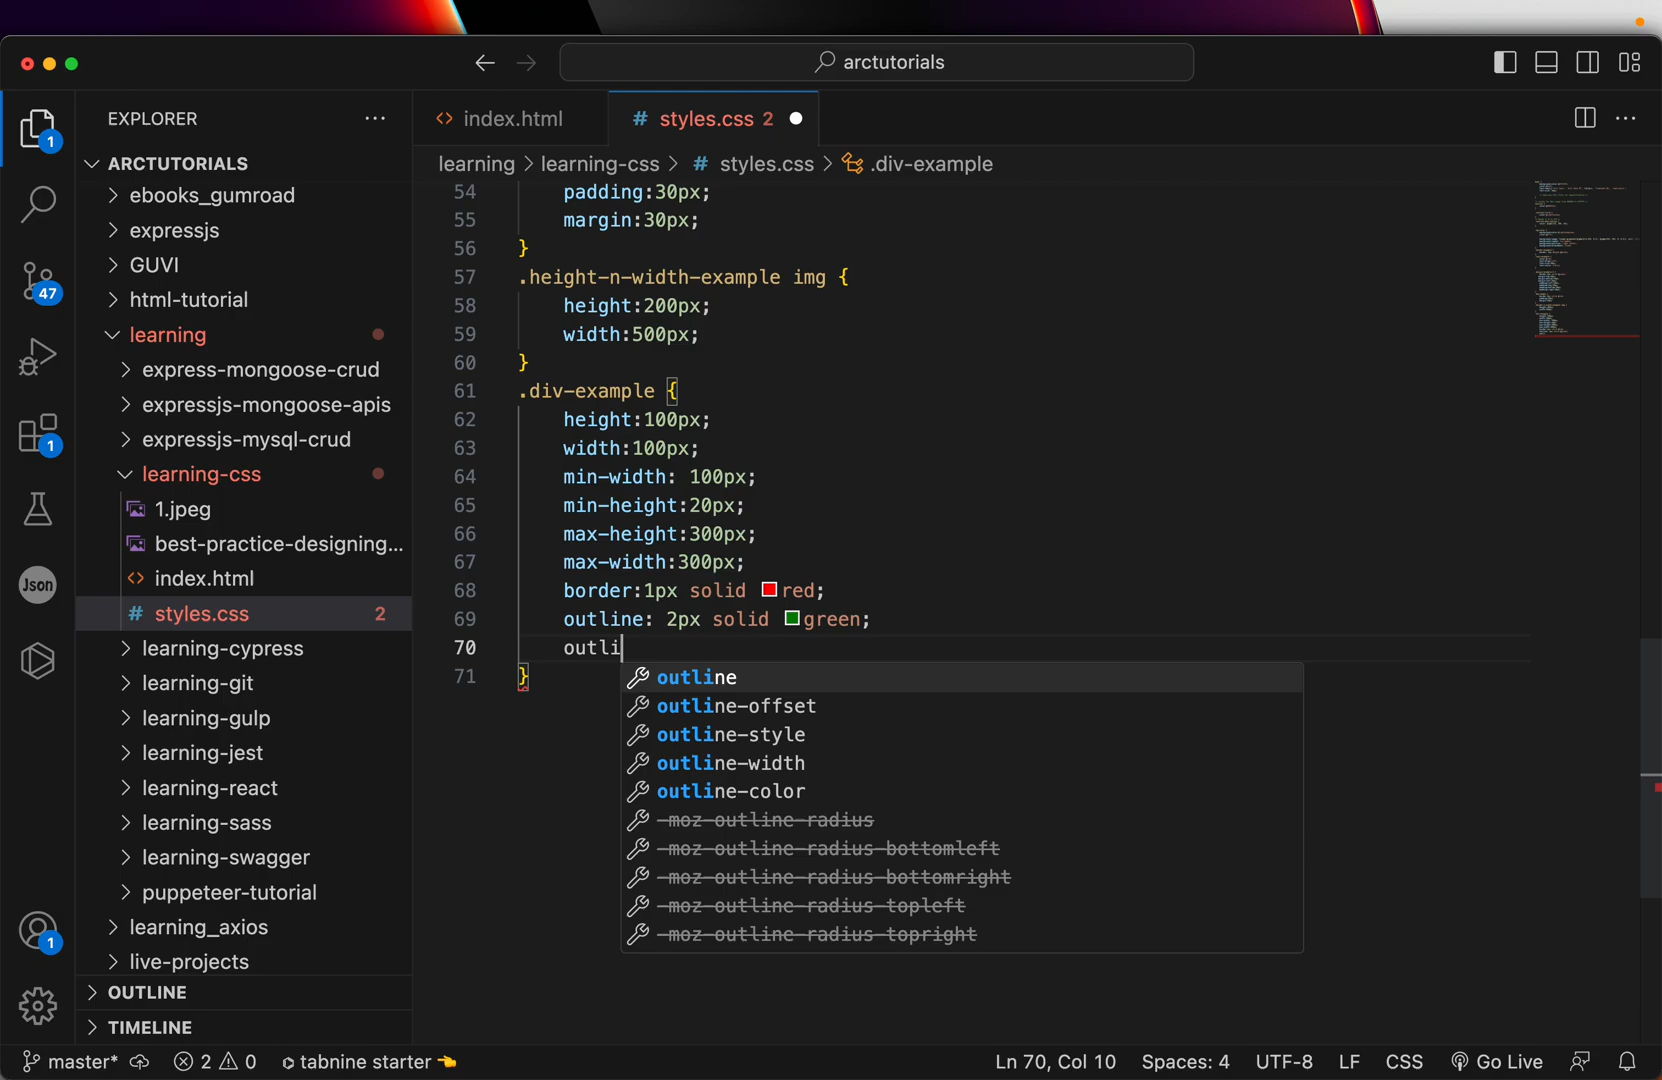 arctutorials
EXPLORER
index.html
# styles.css 2
1
ARCTUTORIALS
learning > learning-css > # styles.css > .div-example
ebooks_gumroad
expressjs
GUVI
html-tutorial
learning
express-mongoose-crud
expressjs-mongoose-apis
expressjs-mysql-crud
learning-css
1.jpeg
best-practice-designing...
index.html
# styles.css 2
learning-cypress
learning-git
learning-gulp
learning-jest
learning-react
learning-sass
learning-swagger
puppeteer-tutorial
learning_axios
live-projects
OUTLINE
TIMELINE
47
1
Json
1
54 padding:30px;
55 margin:30px;
56 }
57 .height-n-width-example img {
58 height:200px;
59 width:500px;
60 }
61 .div-example {
62 height:100px;
63 width:100px;
64 min-width: 100px;
65 min-height:20px;
66 max-height:300px;
67 max-width:300px;
68 border:1px solid red;
69 outline: 2px solid green;
70 outli
71 }
outline
outline-offset
outline-style
outline-width
outline-color
-moz-outline-radius
-moz-outline-radius-bottomleft
-moz-outline-radius-bottomright
-moz-outline-radius-topleft
-moz-outline-radius-topright
master* 2 0 tabnine starter Ln 70, Col 10 Spaces: 4 UTF-8 LF CSS Go Live